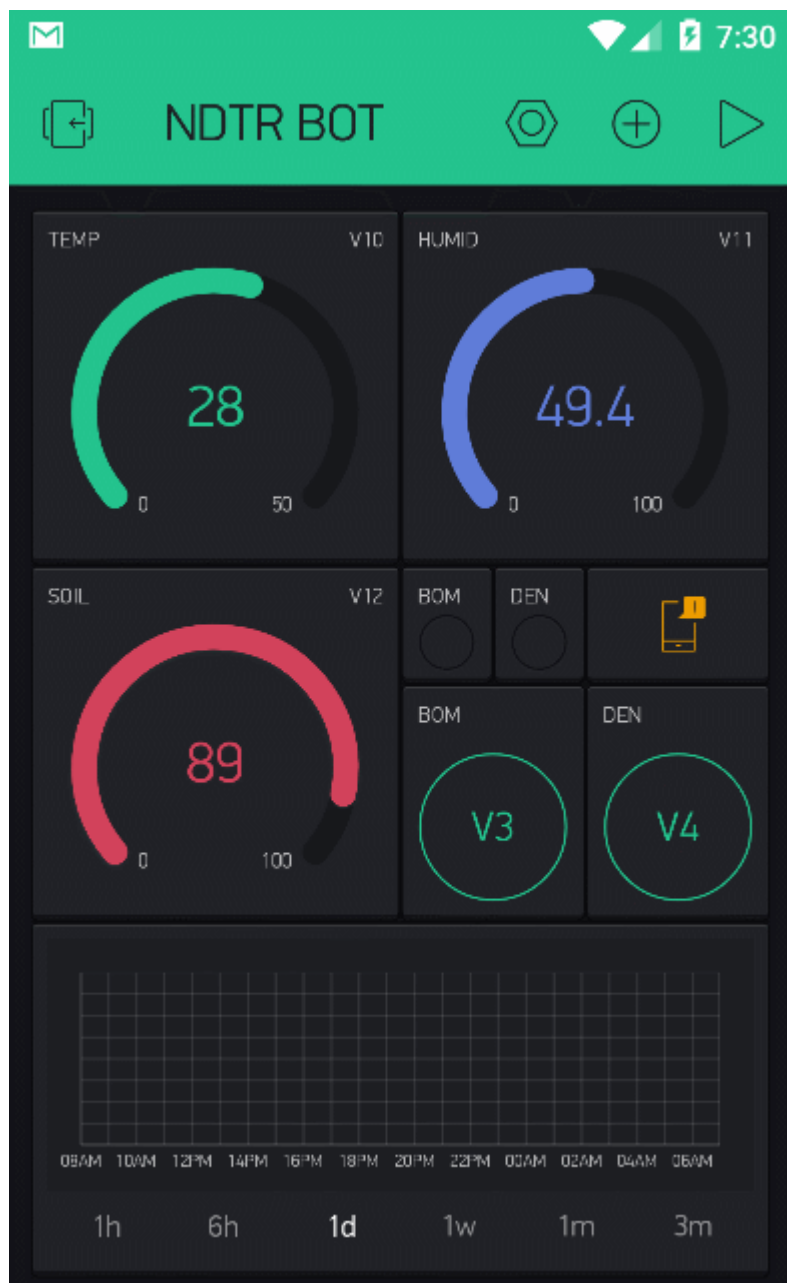 7:30
NDTR BOT
TEMP V10
HUMID V11
28
49.4
0 50
0 100
SOIL V12
BOM
DEN
89
0 100
BOM
DEN
V3
V4
08AM 10AM 12PM 14PM 16PM 18PM 20PM 22PM 00AM 02AM 04AM 06AM
1h 6h 1d 1w 1m 3m